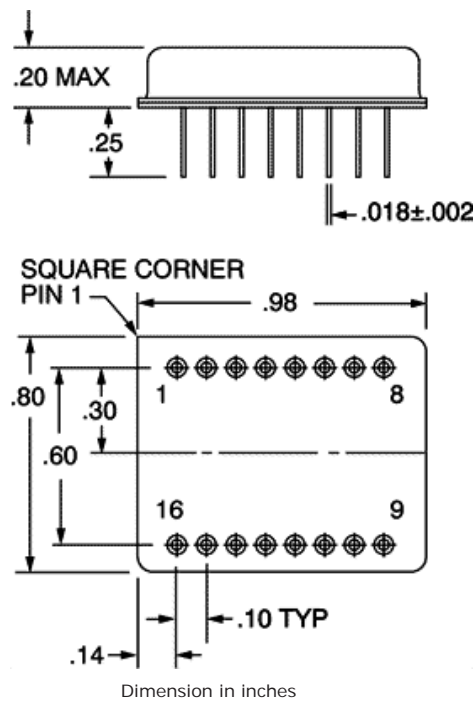 .20 MAX
.25
.018±.002
SQUARE CORNER
PIN 1
.98
.80
.30
.60
1
8
16
9
.10 TYP
.14
Dimension in inches